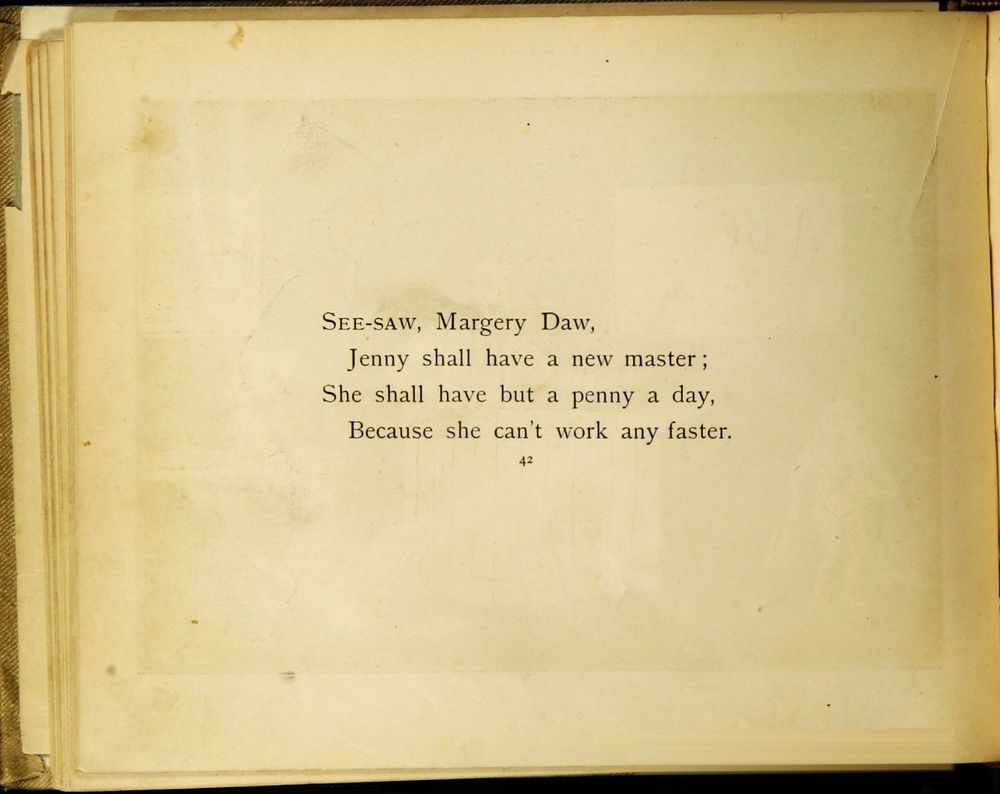 SEE-SAW, Margery Daw,
Jenny shall have a new master;
She shall have but a penny a day,
Because she can't work any faster.
42